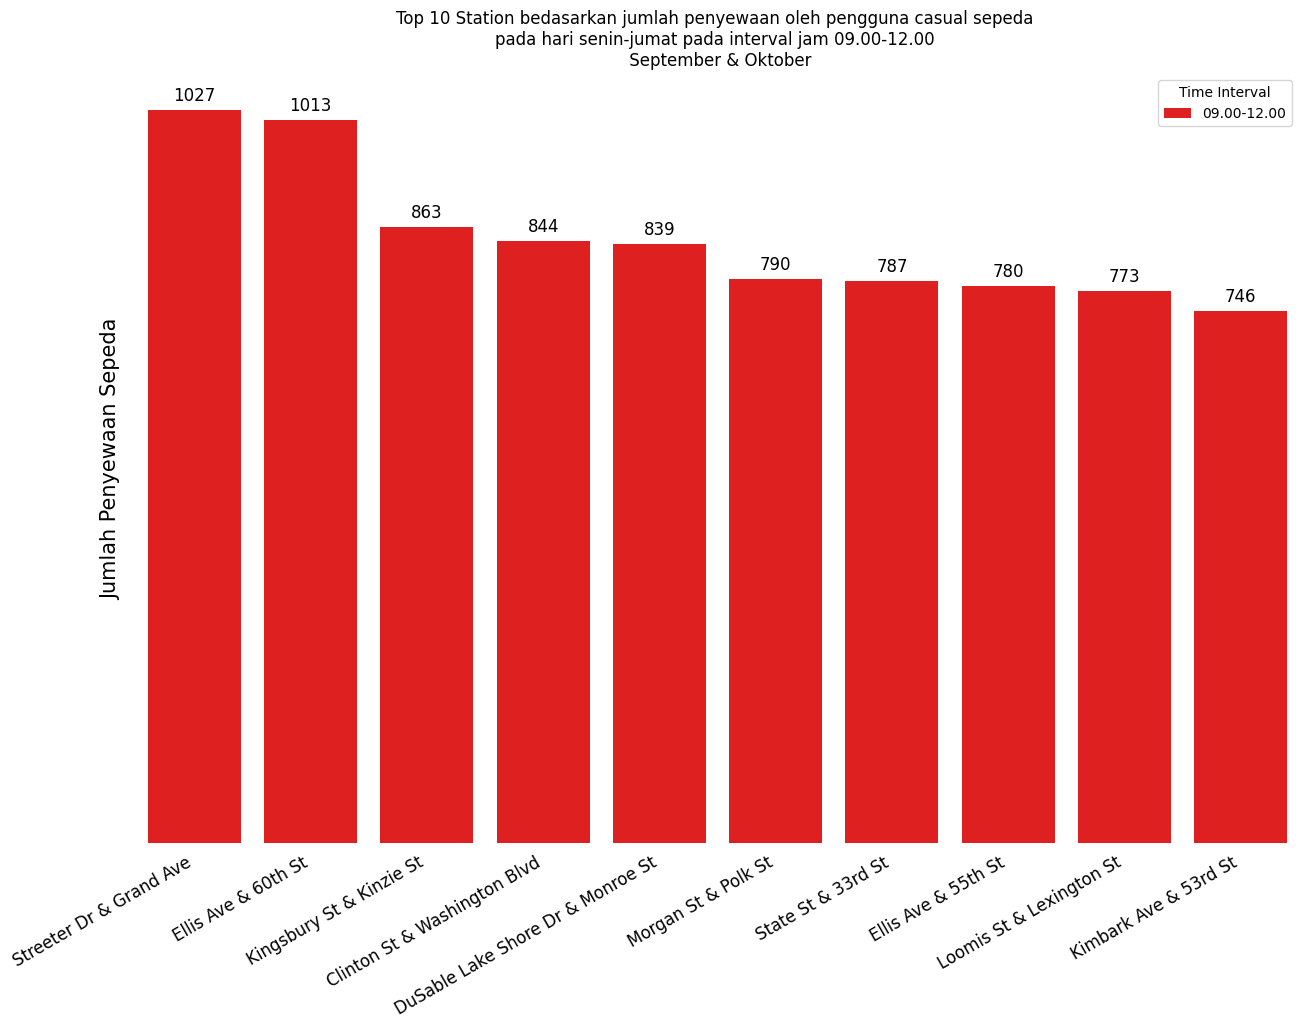 Top 10 Station bedasarkan jumlah penyewaan oleh pengguna casual sepeda
pada hari senin-jumat pada interval jam 09.00-12.00
September & Oktober
Time Interval
09.00-12.00
1027
1013
863
844
839
790
787
780
773
746
Jumlah Penyewaan Sepeda
Streeter Dr & Grand Ave
Ellis Ave & 60th St
Kingsbury St & Kinzie St
Clinton St & Washington Blvd
DuSable Lake Shore Dr & Monroe St
Morgan St & Polk St
State St & 33rd St
Ellis Ave & 55th St
Loomis St & Lexington St
Kimbark Ave & 53rd St